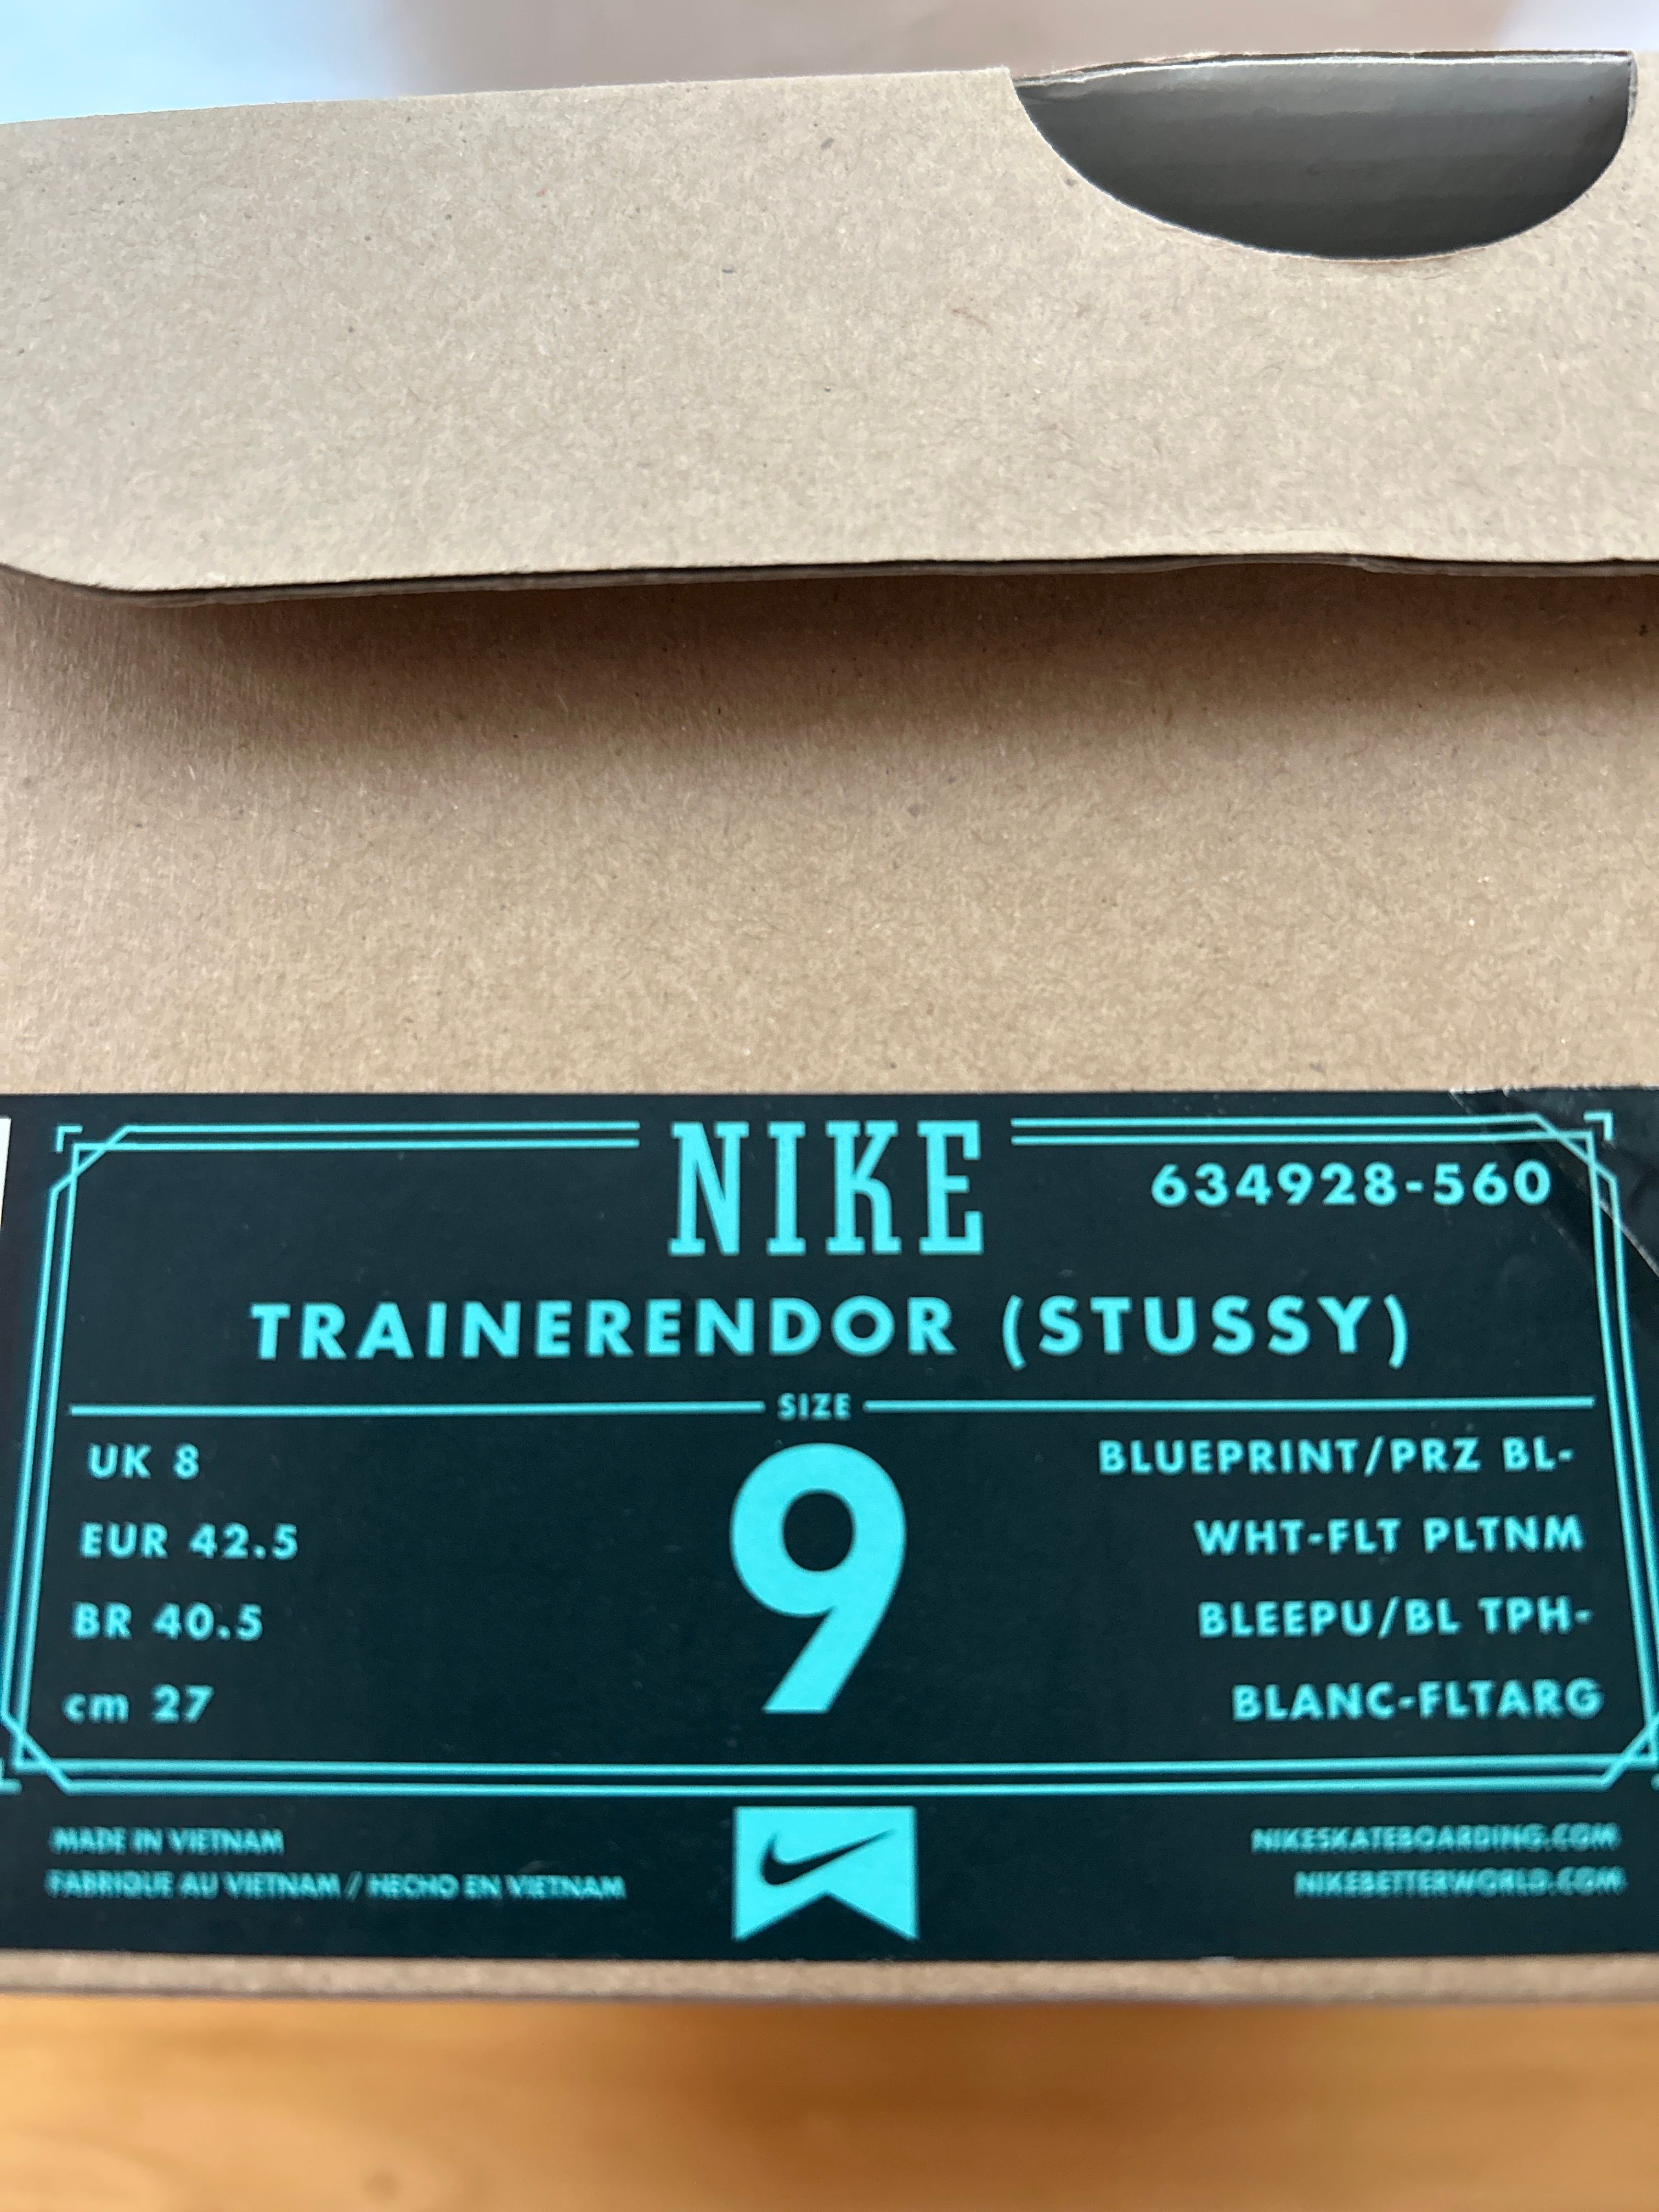 NIKE
634928-560
TRAINERENDOR (STUSSY)
SIZE
9
UK 8
EUR 42.5
BR 40.5
cm 27
BLUEPRINT/PRZ BL-
WHT-FLT PLTNM
BLEEPU/BL TPH-
BLANC-FLTARG
MADE IN VIETNAM
FABRIQUE AU VIETNAM / HECHO EN VIETNAM
NIKESKATEBOARDING.COM
NIKEBETTERWORLD.COM